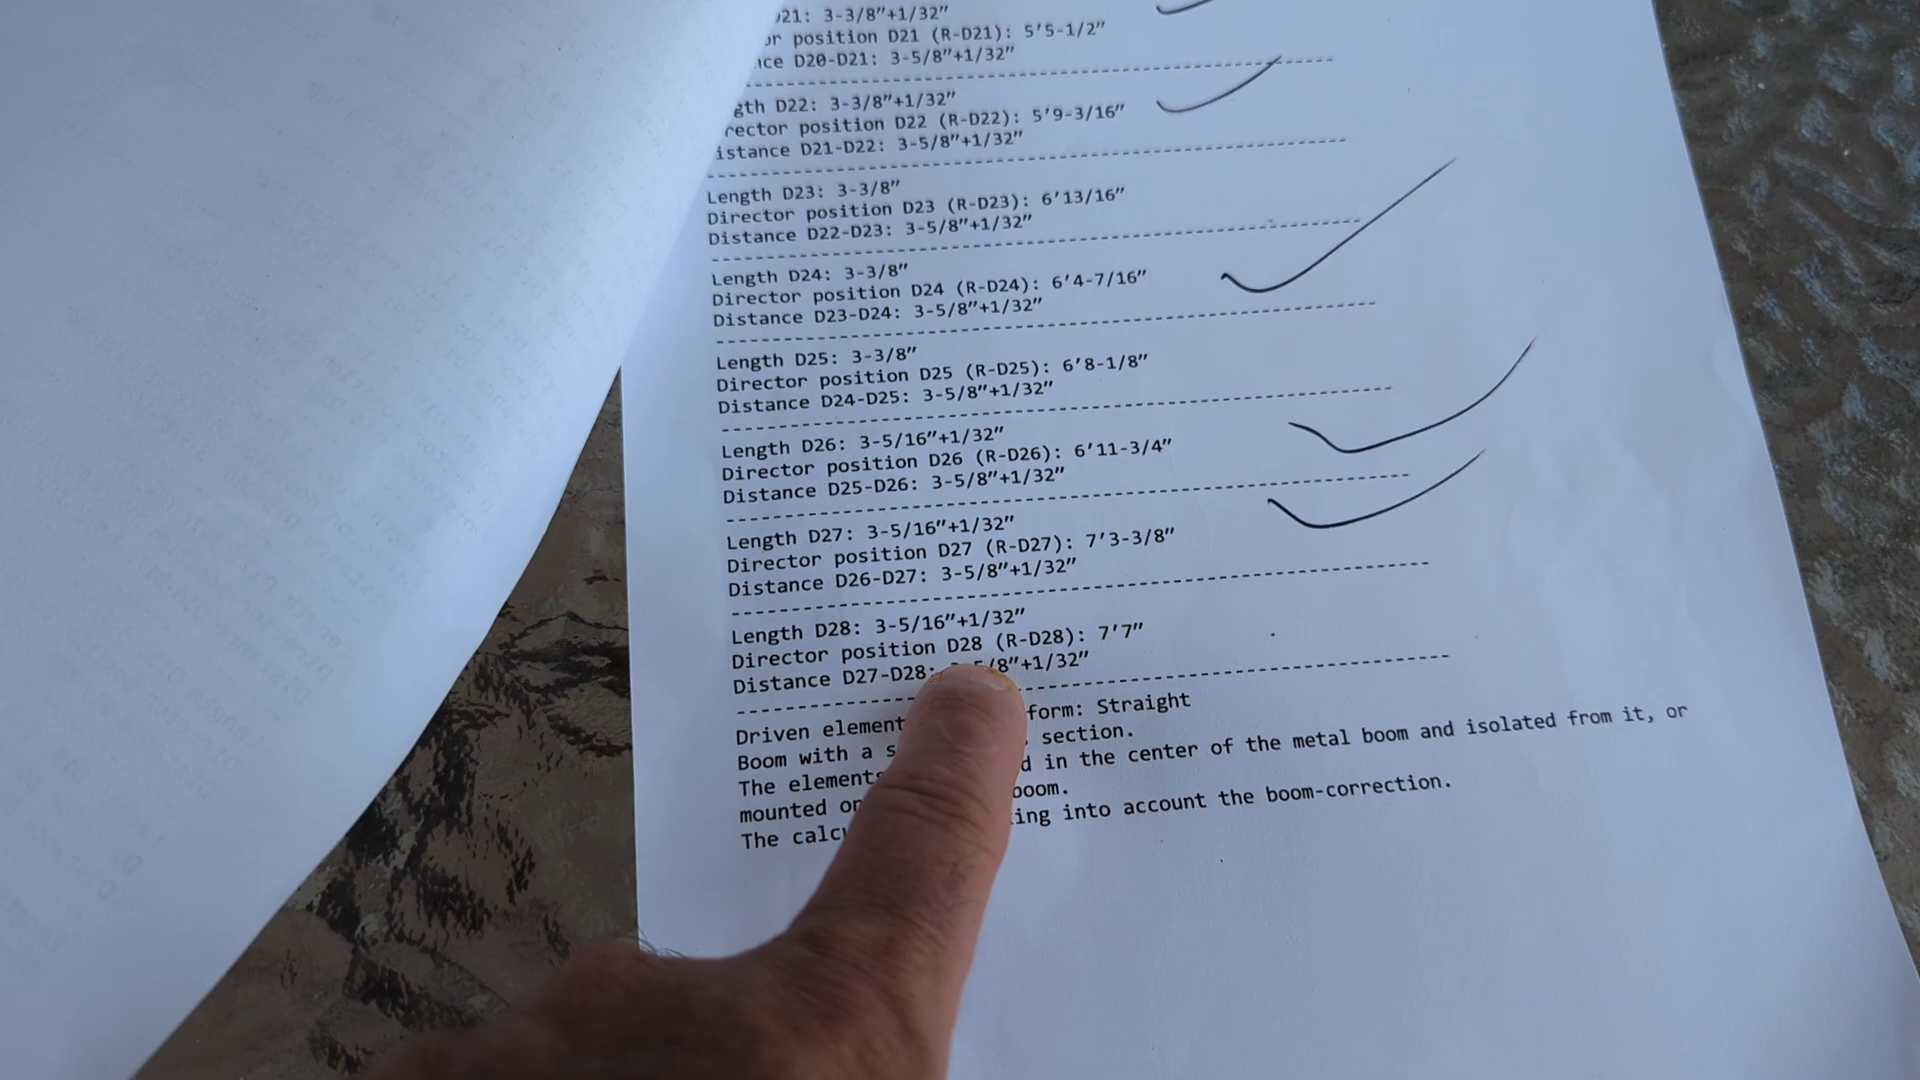 21: 3-3/8"+1/32"
r position D21 (R-D21): 5'5-1/2"
ce D20-D21: 3-5/8"+1/32"
gth D22: 3-3/8"+1/32"
rector position D22 (R-D22): 5'9-3/16"
istance D21-D22: 3-5/8"+1/32"
Length D23: 3-3/8"
Director position D23 (R-D23): 6'13/16"
Distance D22-D23: 3-5/8"+1/32"
Length D24: 3-3/8"
Director position D24 (R-D24): 6'4-7/16"
Distance D23-D24: 3-5/8"+1/32"
Length D25: 3-3/8"
Director position D25 (R-D25): 6'8-1/8"
Distance D24-D25: 3-5/8"+1/32"
Length D26: 3-5/16"+1/32"
Director position D26 (R-D26): 6'11-3/4"
Distance D25-D26: 3-5/8"+1/32"
Length D27: 3-5/16"+1/32"
Director position D27 (R-D27): 7'3-3/8"
Distance D26-D27: 3-5/8"+1/32"
Length D28: 3-5/16"+1/32"
Director position D28 (R-D28): 7'7"
Distance D27-D28: /8"+1/32"
Driven element form: Straight
Boom with a s section.
The elements d in the center of the metal boom and isolated from it, or
mounted on boom.
The calcu ing into account the boom-correction.